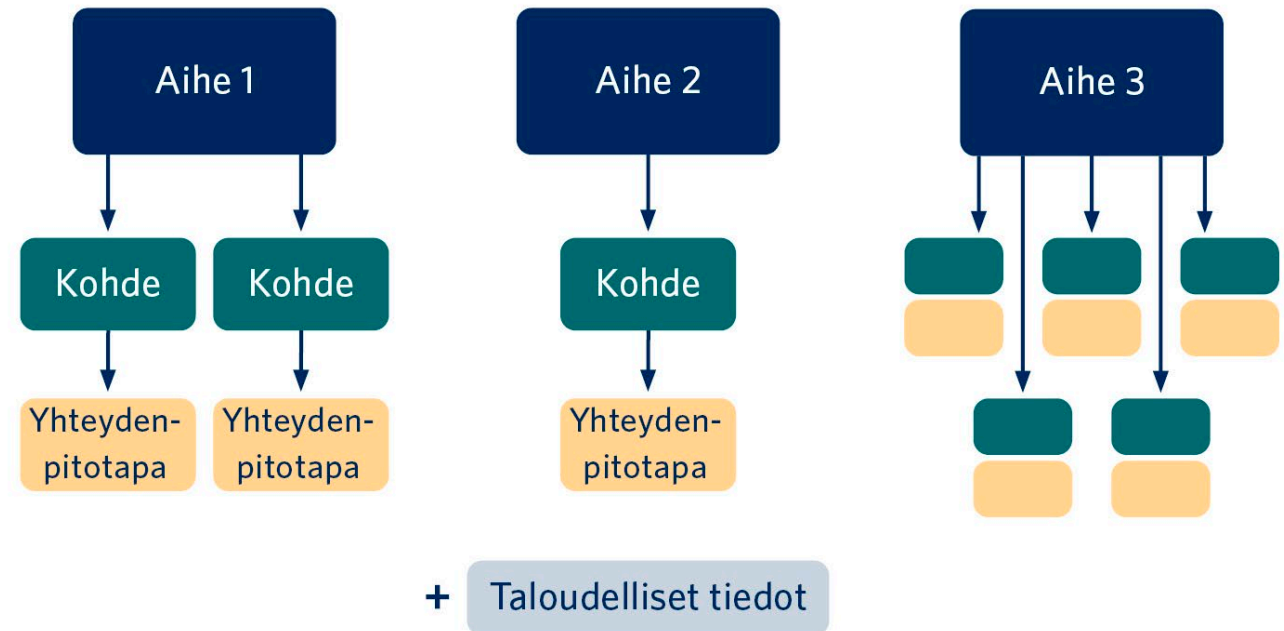 Aihe 1
Aihe 2
Aihe 3
Kohde
Kohde
Kohde
Yhteyden-
pitotapa
Yhteyden-
pitotapa
Yhteyden-
pitotapa
+ Taloudelliset tiedot